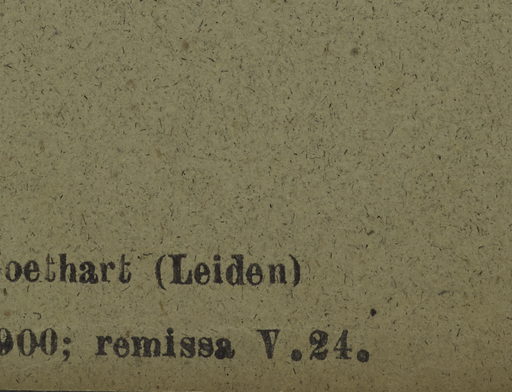 oethart (Leiden)
900; remissa V.24.